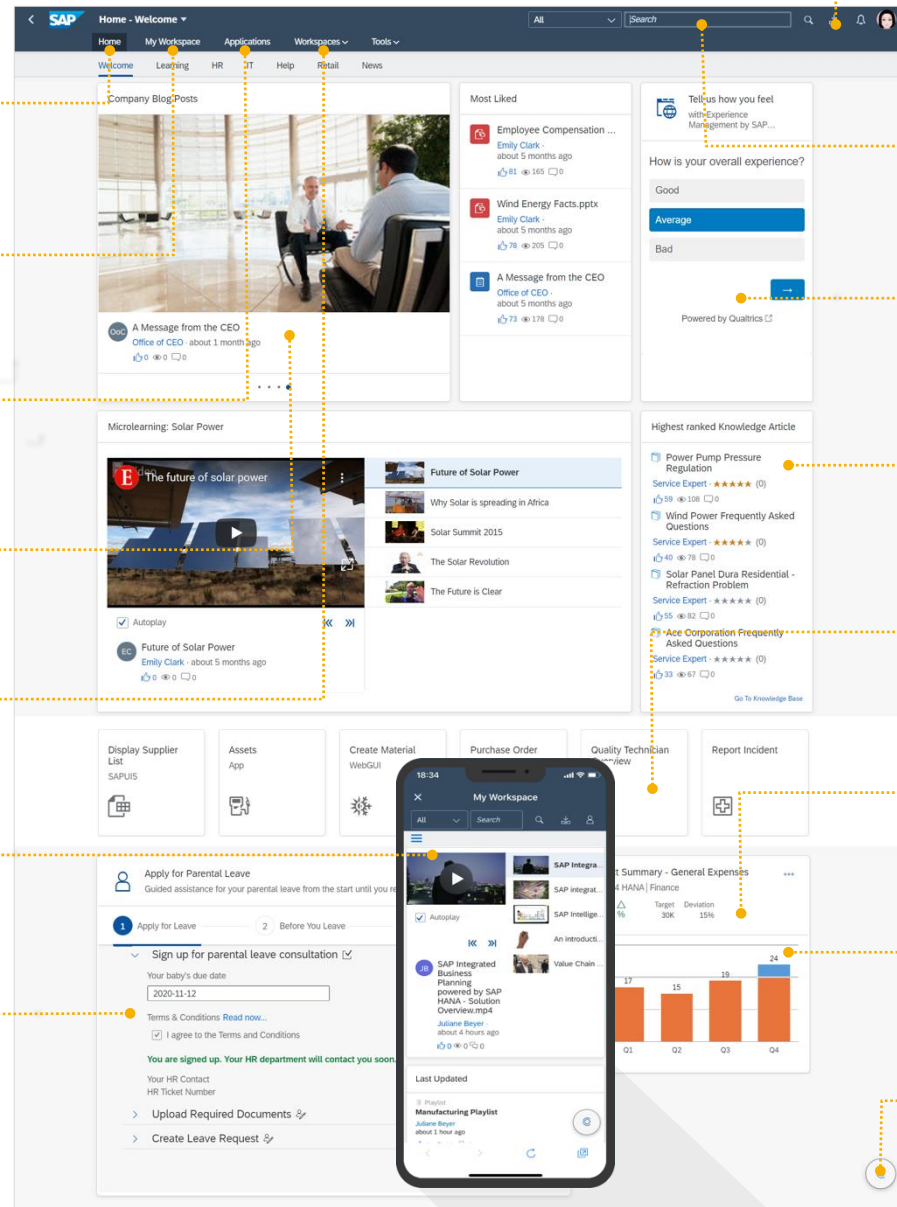 SAP Home - Welcome
All
Search
Home My Workspace Applications Workspaces Tools
Welcome Learning HR IT Help Retail News
Company Blog Posts
OoC
A Message from the CEO
Office of CEO · about 1 month ago
0 0 0
Most Liked
Employee Compensation ...
Emily Clark ·
about 5 months ago
81 165 0
Wind Energy Facts.pptx
Emily Clark ·
about 5 months ago
78 205 0
A Message from the CEO
Office of CEO ·
about 5 months ago
73 178 0
Tell us how you feel
with Experience
Management by SAP...
How is your overall experience?
Good
Average
Bad
→
Powered by Qualtrics
Microlearning: Solar Power
E The future of solar power
Autoplay
EC
Future of Solar Power
Emily Clark · about 5 months ago
0 0 0
Future of Solar Power
Why Solar is spreading in Africa
Solar Summit 2015
The Solar Revolution
The Future is Clear
Highest ranked Knowledge Article
Power Pump Pressure
Regulation
Service Expert · ★★★★★ (0)
59 108 0
Wind Power Frequently Asked
Questions
Service Expert · ★★★★★ (0)
40 78 0
Solar Panel Dura Residential -
Refraction Problem
Service Expert · ★★★★★ (0)
55 82 0
Ace Corporation Frequently
Asked Questions
Service Expert · ★★★★★ (0)
33 67 0
Go To Knowledge Base
Display Supplier
List
SAPUI5
Assets
App
Create Material
WebGUI
Purchase Order
Quality Technician
Overview
Report Incident
Apply for Parental Leave
Guided assistance for your parental leave from the start until you re
1 Apply for Leave
2 Before You Leave
Sign up for parental leave consultation
Your baby's due date
2020-11-12
Terms & Conditions Read now...
I agree to the Terms and Conditions
You are signed up. Your HR department will contact you soon.
Your HR Contact
HR Ticket Number
Upload Required Documents
Create Leave Request
18:34
My Workspace
All
Search
Autoplay
JB
SAP Integrated
Business
Planning
powered by SAP
HANA - Solution
Overview.mp4
Juliane Beyer ·
about 4 hours ago
0 0 0
SAP Integra...
SAP integrat...
SAP Intellige...
An introducti...
Value Chain ...
Last Updated
Playlist
Manufacturing Playlist
Juliane Beyer
about 1 hour ago
t Summary - General Expenses
4 HANA | Finance
%
Target Deviation
30K 15%
17
15
19
24
Q1 Q2 Q3 Q4